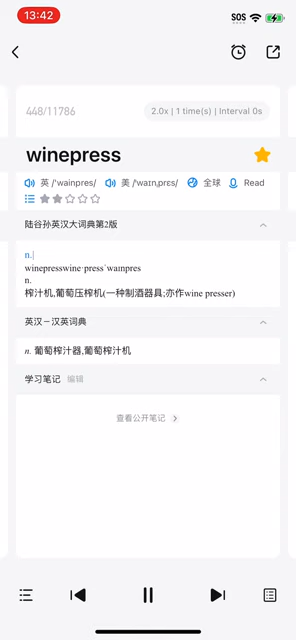 13:42
SOS
448/11786
2.0x | 1 time(s) | Interval 0s
winepress
英 /'wainpres/ 美 /'waɪnˌprɛs/ 全球 Read
陆谷孙英汉大词典第2版
n.|
winepresswine·press`waɪnpres
n.
榨汁机,葡萄压榨机(一种制酒器具;亦作wine presser)
英汉－汉英词典
n. 葡萄榨汁器,葡萄榨汁机
学习笔记 编辑
查看公开笔记